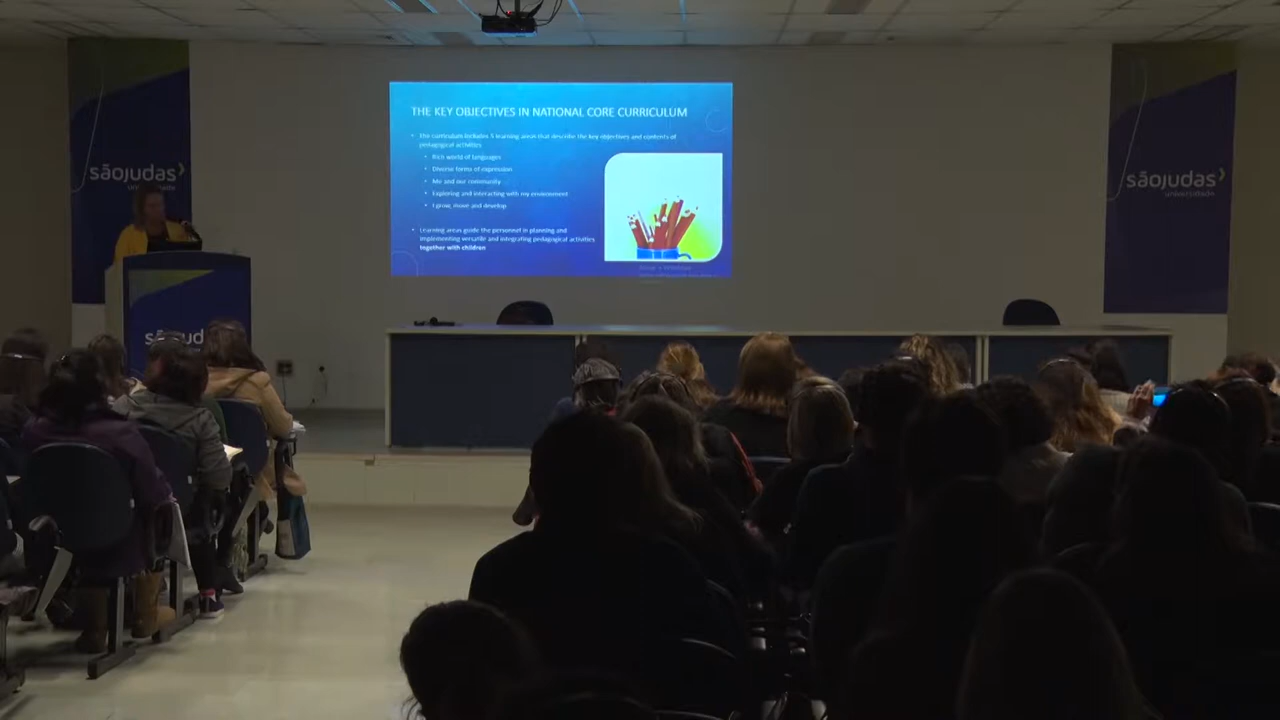 THE KEY OBJECTIVES IN NATIONAL CORE CURRICULUM
• The curriculum includes 5 learning areas that describe the key objectives and contents of
pedagogical activities
• Rich world of languages
• Diverse forms of expression
• Me and our community
• Exploring and interacting with my environment
• I grow, move and develop
• Learning areas guide the personnel in planning and
implementing versatile and integrating pedagogical activities
together with children
sãojudas
universidade
sãojudas
universidade
sãojud